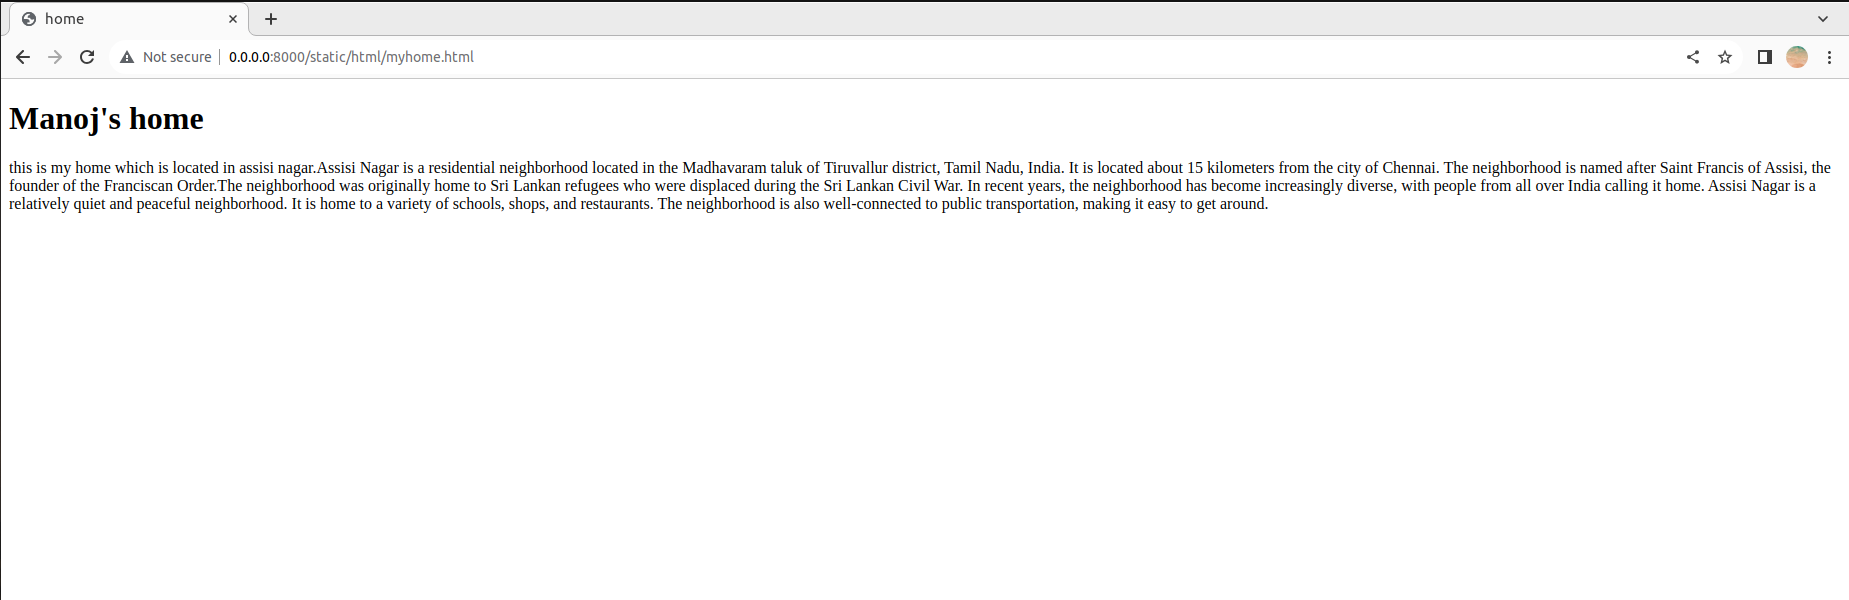 home
Not secure
0.0.0.0:8000/static/html/myhome.html
Manoj's home
this is my home which is located in assisi nagar.Assisi Nagar is a residential neighborhood located in the Madhavaram taluk of Tiruvallur district, Tamil Nadu, India. It is located about 15 kilometers from the city of Chennai. The neighborhood is named after Saint Francis of Assisi, the
founder of the Franciscan Order.The neighborhood was originally home to Sri Lankan refugees who were displaced during the Sri Lankan Civil War. In recent years, the neighborhood has become increasingly diverse, with people from all over India calling it home. Assisi Nagar is a
relatively quiet and peaceful neighborhood. It is home to a variety of schools, shops, and restaurants. The neighborhood is also well-connected to public transportation, making it easy to get around.